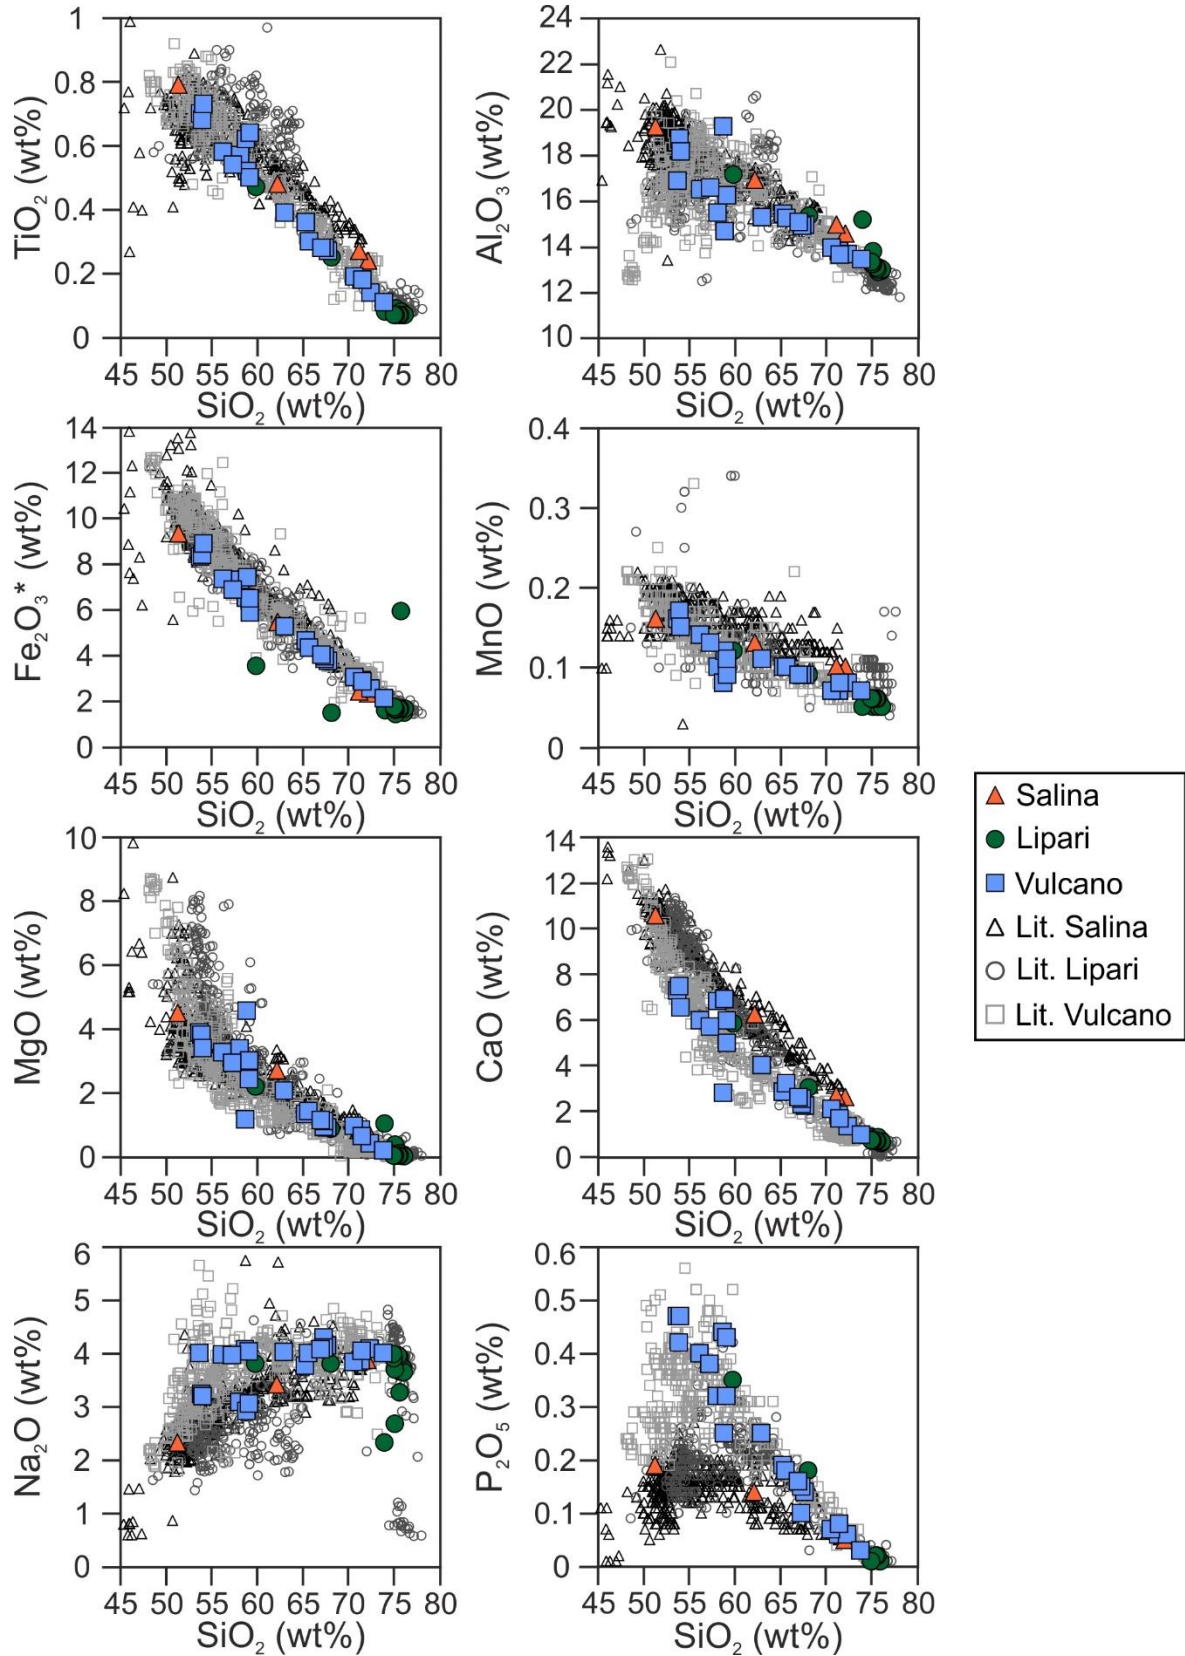 TiO₂ (wt%)
1
0.8
0.6
0.4
0.2
0
45 50 55 60 65 70 75 80
SiO₂ (wt%)
Al₂O₃ (wt%)
24
22
20
18
16
14
12
10
45 50 55 60 65 70 75 80
SiO₂ (wt%)
Fe₂O₃* (wt%)
14
12
10
8
6
4
2
0
45 50 55 60 65 70 75 80
SiO₂ (wt%)
MnO (wt%)
0.4
0.3
0.2
0.1
0
45 50 55 60 65 70 75 80
SiO₂ (wt%)
MgO (wt%)
10
8
6
4
2
0
45 50 55 60 65 70 75 80
SiO₂ (wt%)
CaO (wt%)
14
12
10
8
6
4
2
0
45 50 55 60 65 70 75 80
SiO₂ (wt%)
Na₂O (wt%)
6
5
4
3
2
1
0
45 50 55 60 65 70 75 80
SiO₂ (wt%)
P₂O₅ (wt%)
0.6
0.5
0.4
0.3
0.2
0.1
0
45 50 55 60 65 70 75 80
SiO₂ (wt%)
Salina
Lipari
Vulcano
Lit. Salina
Lit. Lipari
Lit. Vulcano